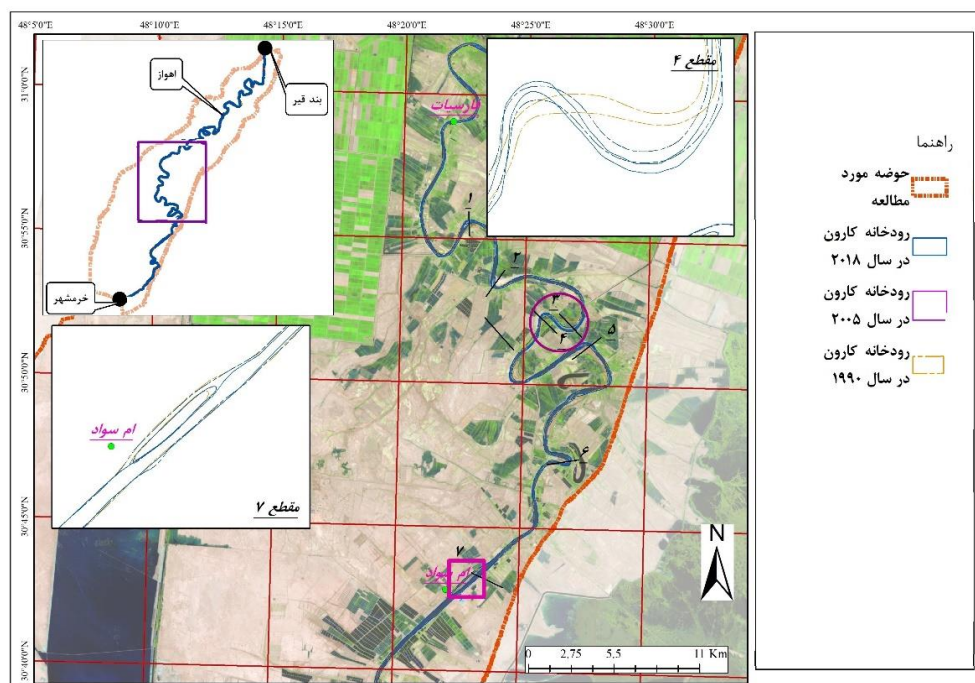 48°5'0"E
48°10'0"E
48°15'0"E
48°20'0"E
48°25'0"E
48°30'0"E
31°0'0"N
30°55'0"N
30°50'0"N
30°45'0"N
30°40'0"N
اهواز
بند قیر
خرمشهر
مقطع ۴
۱
۲
۳
۴
۵
۶
۷
ام سواد
ام سواد
مقطع ۷
N
0 2,75 5,5 11 Km
راهنما
حوضه مورد
مطالعه
رودخانه کارون
در سال ۲۰۱۸
رودخانه کارون
در سال ۲۰۰۵
رودخانه کارون
در سال ۱۹۹۰